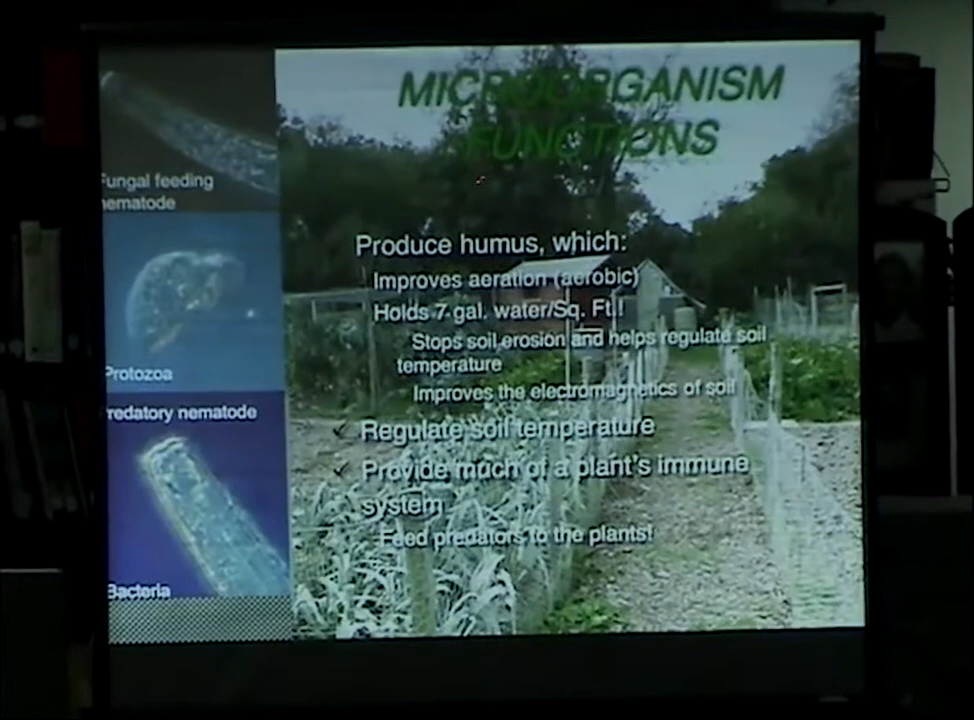 MICROORGANISM
FUNCTIONS
Fungal feeding
nematode
Protozoa
Predatory nematode
Bacteria
Produce humus, which:
Improves aeration (aerobic)
Holds 7 gal. water/Sq. Ft.!
Stops soil erosion and helps regulate soil
temperature
Improves the electromagnetics of soil
✓ Regulate soil temperature
✓ Provide much of a plant's immune
system
Feed predators to the plants!